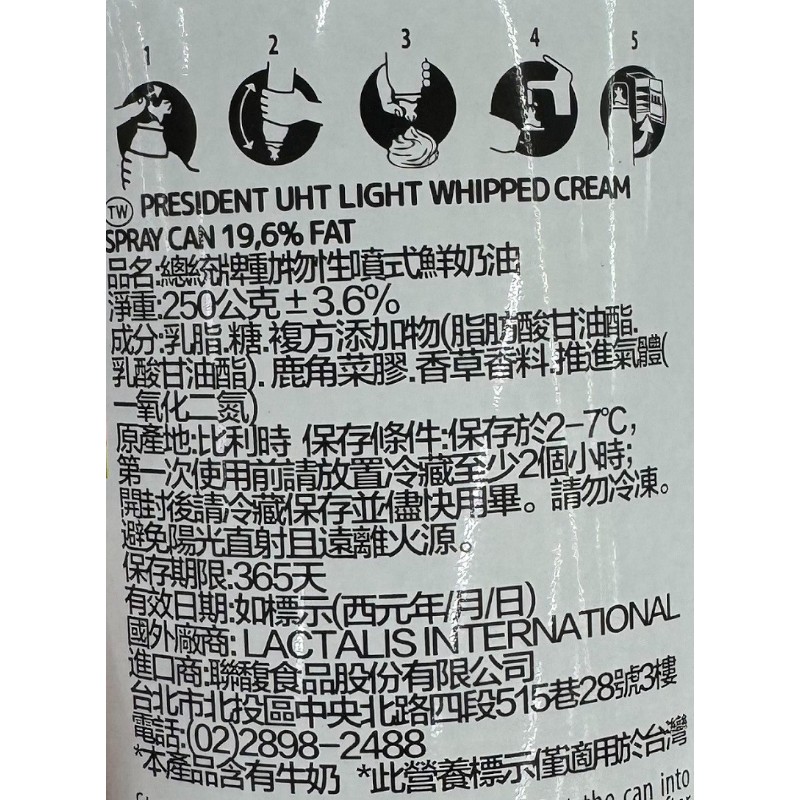 1 2 3 4 5
TW PRESIDENT UHT LIGHT WHIPPED CREAM
SPRAY CAN 19,6% FAT
品名:總統牌動物性噴式鮮奶油
淨重:250公克±3.6%
成分:乳脂.糖.複方添加物(脂肪酸甘油酯.
乳酸甘油酯).鹿角菜膠.香草香料.推進氣體(
一氧化二氮)
原產地:比利時 保存條件:保存於2-7℃,
第一次使用前請放置冷藏至少2個小時;
開封後請冷藏保存並儘快用畢。請勿冷凍。
避免陽光直射且遠離火源。
保存期限:365天
有效日期:如標示(西元年/月/日)
國外廠商: LACTALIS INTERNATIONAL
進口商:聯馥食品股份有限公司
台北市北投區中央北路四段515巷28號3樓
電話:(02)2898-2488
*本產品含有牛奶 *此營養標示僅適用於台灣
the can into